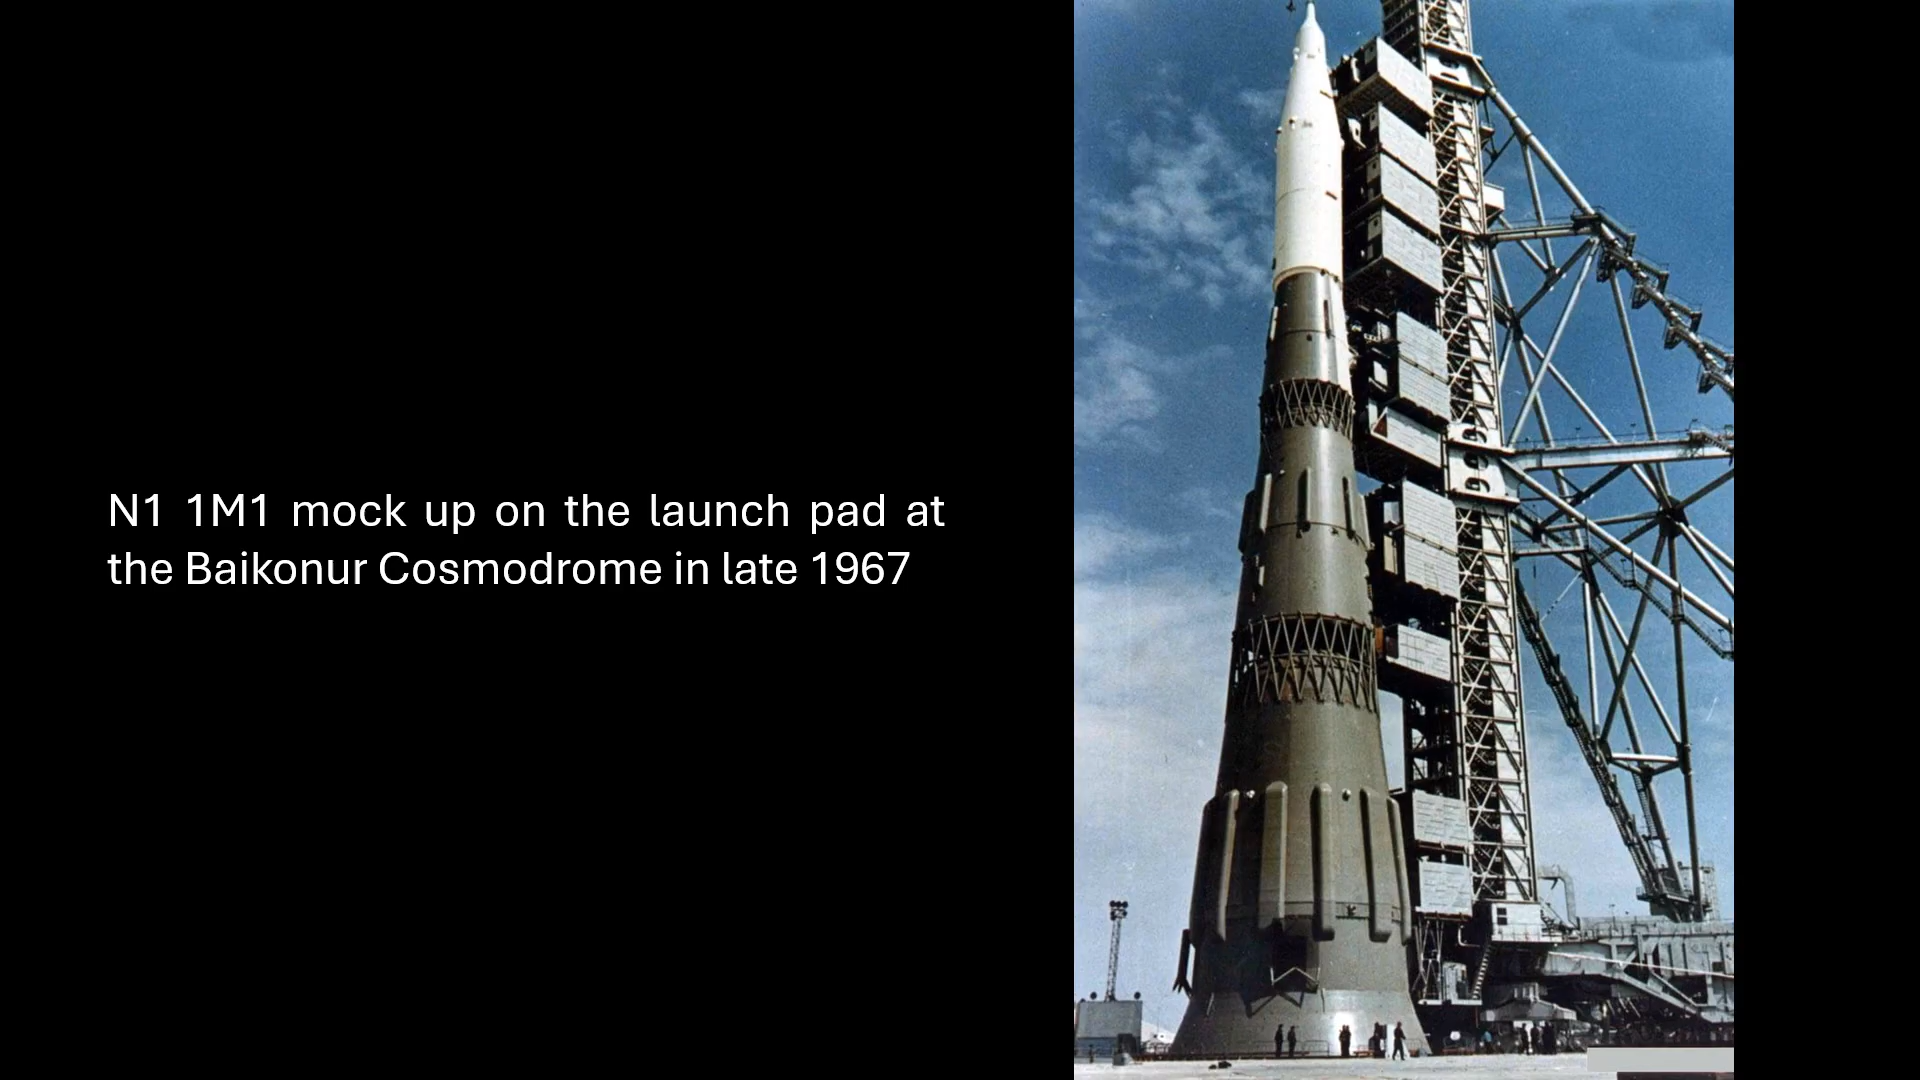 N1 1M1 mock up on the launch pad at
the Baikonur Cosmodrome in late 1967